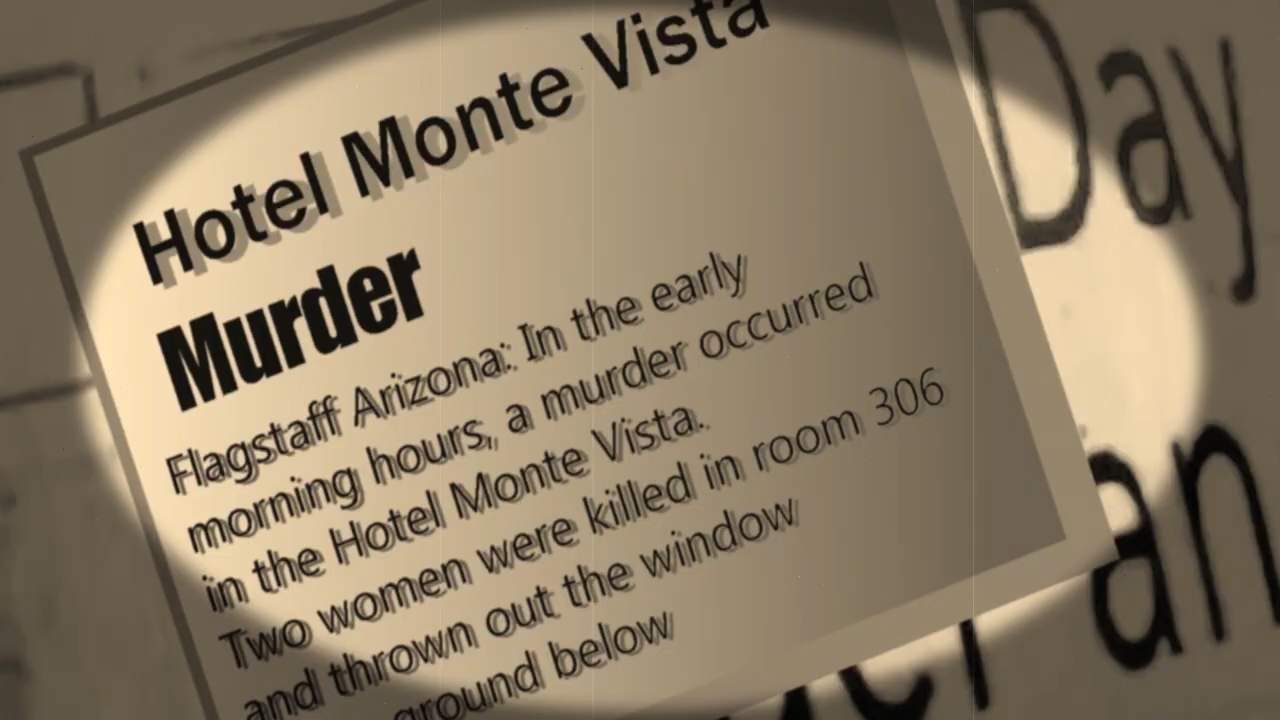 Hotel Monte Vista
Murder
Flagstaff Arizona: In the early
morning hours, a murder occurred
in the Hotel Monte Vista.
Two women were killed in room 306
and thrown out the window
ground below
Day
an